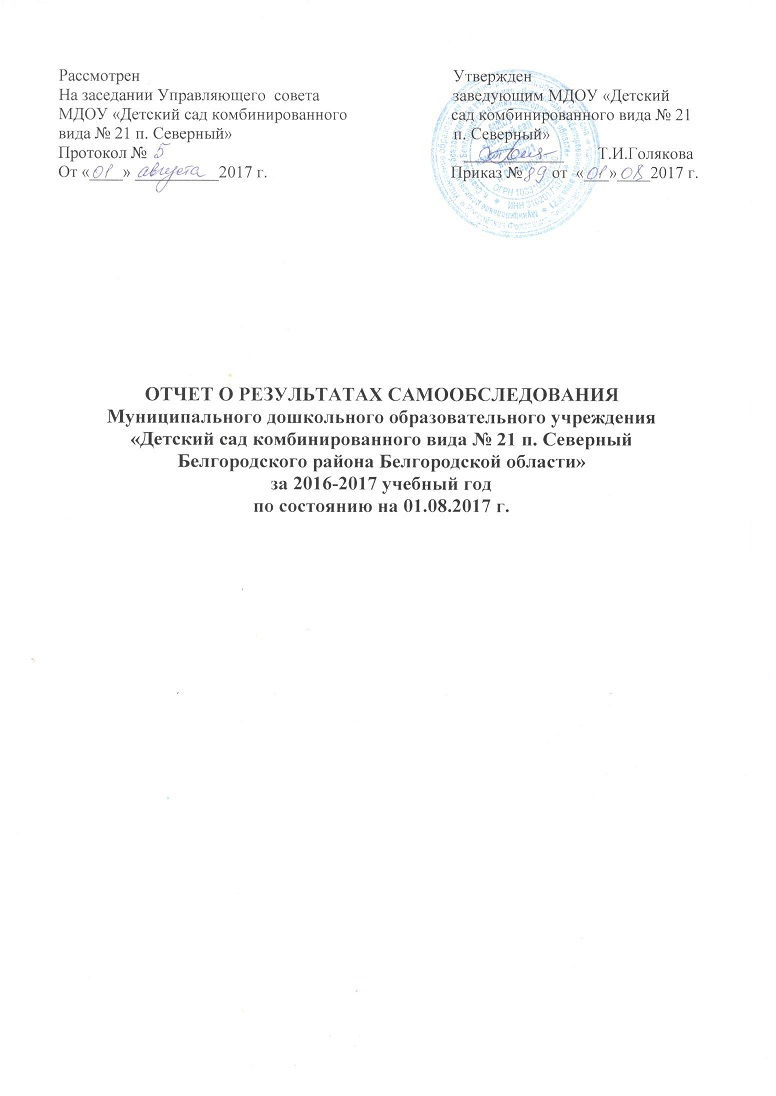 Рассмотрен
На заседании Управляющего совета
МДОУ «Детский сад комбинированного
вида № 21 п. Северный»
Протокол № 5
От «01» августа 2017 г.
Утвержден
заведующим МДОУ «Детский
сад комбинированного вида № 21
п. Северный»
Т.И.Голякова
Приказ № 89 от «01» 08 2017 г.
ОТЧЕТ О РЕЗУЛЬТАТАХ САМООБСЛЕДОВАНИЯ
Муниципального дошкольного образовательного учреждения
«Детский сад комбинированного вида № 21 п. Северный
Белгородского района Белгородской области»
за 2016-2017 учебный год
по состоянию на 01.08.2017 г.